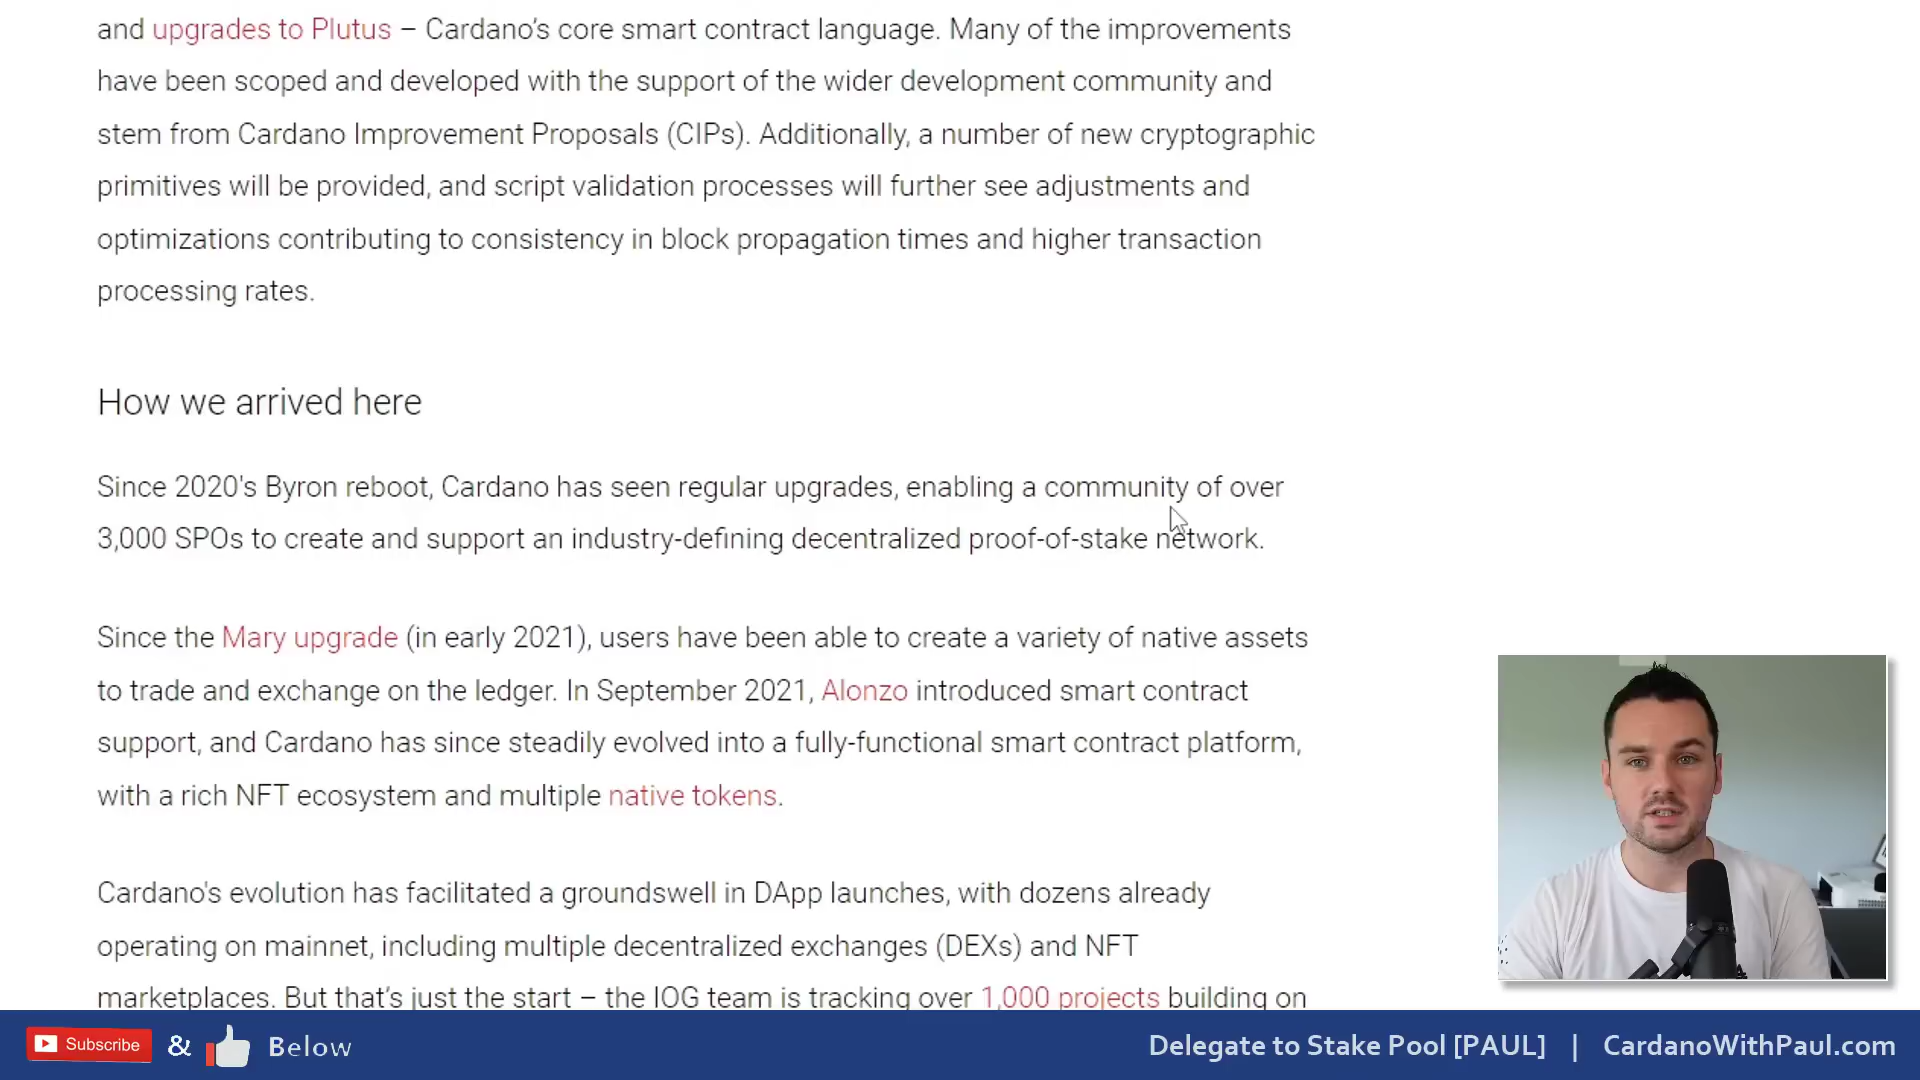 and upgrades to Plutus – Cardano’s core smart contract language. Many of the improvements
have been scoped and developed with the support of the wider development community and
stem from Cardano Improvement Proposals (CIPs). Additionally, a number of new cryptographic
primitives will be provided, and script validation processes will further see adjustments and
optimizations contributing to consistency in block propagation times and higher transaction
processing rates.
How we arrived here
Since 2020's Byron reboot, Cardano has seen regular upgrades, enabling a community of over
3,000 SPOs to create and support an industry-defining decentralized proof-of-stake network.
Since the Mary upgrade (in early 2021), users have been able to create a variety of native assets
to trade and exchange on the ledger. In September 2021, Alonzo introduced smart contract
support, and Cardano has since steadily evolved into a fully-functional smart contract platform,
with a rich NFT ecosystem and multiple native tokens.
Cardano's evolution has facilitated a groundswell in DApp launches, with dozens already
operating on mainnet, including multiple decentralized exchanges (DEXs) and NFT
marketplaces. But that’s just the start – the IOG team is tracking over 1,000 projects building on
Subscribe & Below
Delegate to Stake Pool [PAUL] | CardanoWithPaul.com